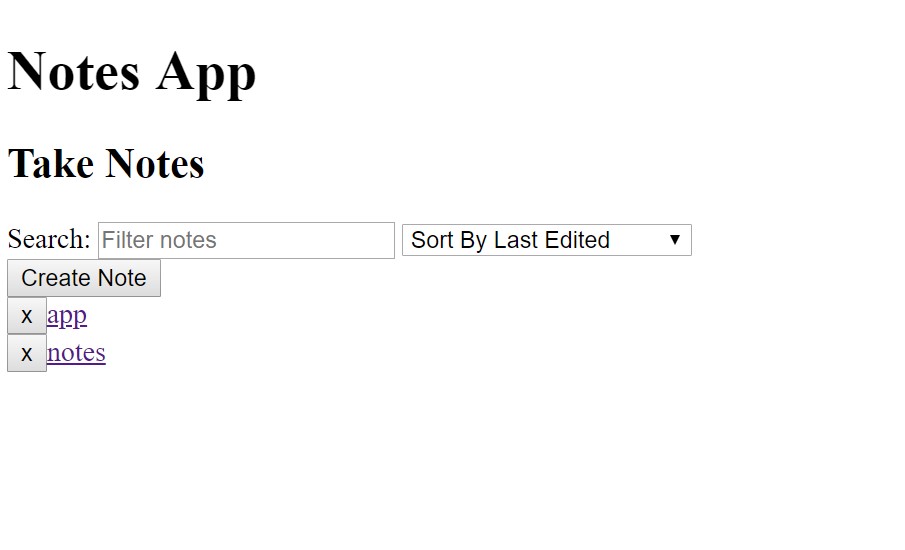 Notes App
Take Notes
Search: Filter notes Sort By Last Edited ▼
Create Note
x app
x notes